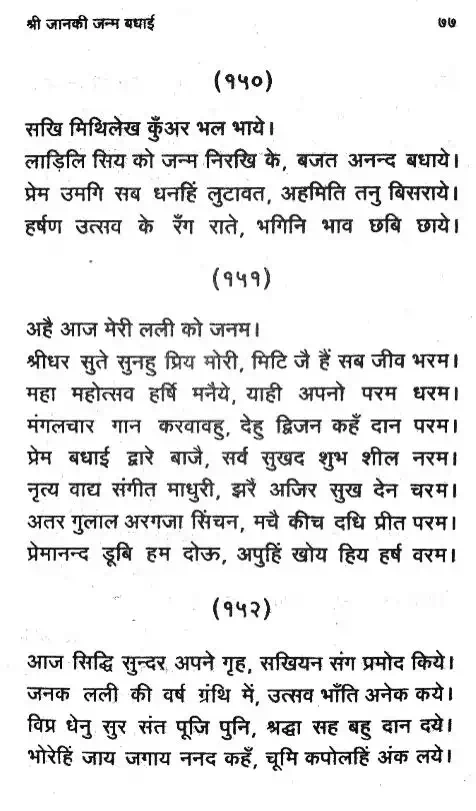 श्री जानकी जन्म बधाई ७७
(१५०)
सखि मिथिलेख कुँअर भल भाये।
लाड़िलि सिय को जन्म निरखि के, बजत अनन्द बधाये।
प्रेम उमगि सब धनहिं लुटावत, अहमिति तनु बिसराये।
हर्षण उत्सव के रँग राते, भगिनि भाव छबि छाये।
(१५१)
अहै आज मेरी लली को जनम।
श्रीधर सुते सुनहु प्रिय मोरी, मिटि जै हैं सब जीव भरम।
महा महोत्सव हर्षि मनैये, याही अपनो परम धरम।
मंगलचार गान करवावहु, देहु द्विजन कहँ दान परम।
प्रेम बधाई द्वारे बाजै, सर्व सुखद शुभ शील नरम।
नृत्य वाद्य संगीत माधुरी, झरै अजिर सुख देन चरम।
अतर गुलाल अरगजा सिंचन, मचै कीच दधि प्रीत परम।
प्रेमानन्द डूबि हम दोऊ, अपुहिं खोय हिय हर्ष वरम।
(१५२)
आज सिद्धि सुन्दर अपने गृह, सखियन संग प्रमोद किये।
जनक लली की वर्ष ग्रंथि में, उत्सव भाँति अनेक कये।
विप्र धेनु सुर संत पूजि पुनि, श्रद्धा सह बहु दान दये।
भोरेहिं जाय जगाय ननद कहँ, चूमि कपोलहिं अंक लये।